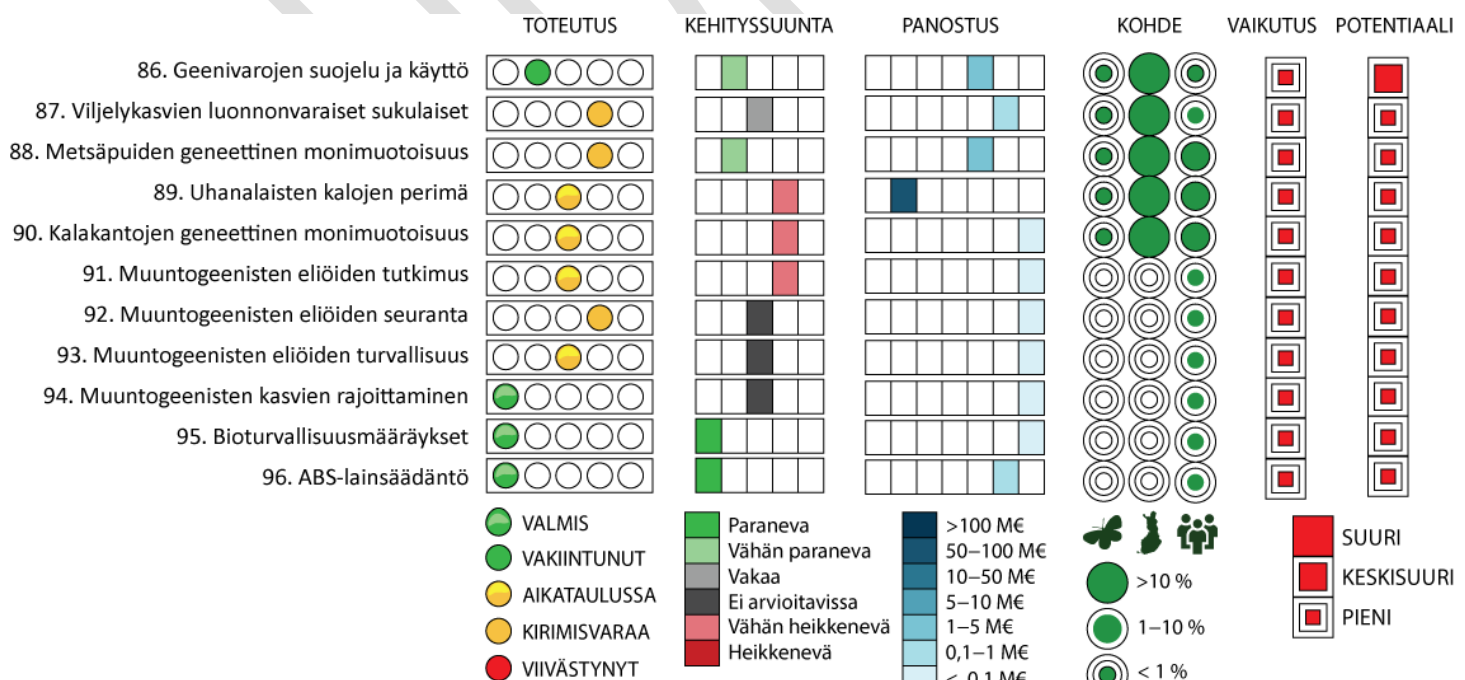 TOTEUTUS KEHITYSSUUNTA PANOSTUS KOHDE VAIKUTUS POTENTIAALI
86. Geenivarojen suojelu ja käyttö
87. Viljelykasvien luonnonvaraiset sukulaiset
88. Metsäpuiden geneettinen monimuotoisuus
89. Uhanalaisten kalojen perimä
90. Kalakantojen geneettinen monimuotoisuus
91. Muuntogeenisten eliöiden tutkimus
92. Muuntogeenisten eliöiden seuranta
93. Muuntogeenisten eliöiden turvallisuus
94. Muuntogeenisten kasvien rajoittaminen
95. Bioturvallisuusmääräykset
96. ABS-lainsäädäntö
VALMIS
VAKIINTUNUT
AIKATAULUSSA
KIRIMISVARAA
VIIVÄSTYNYT
Paraneva
Vähän paraneva
Vakaa
Ei arvioitavissa
Vähän heikkenevä
Heikkenevä
>100 M€
50–100 M€
10–50 M€
5–10 M€
1–5 M€
0,1–1 M€
< 0,1 M€
>10 %
1–10 %
< 1 %
SUURI
KESKISUURI
PIENI